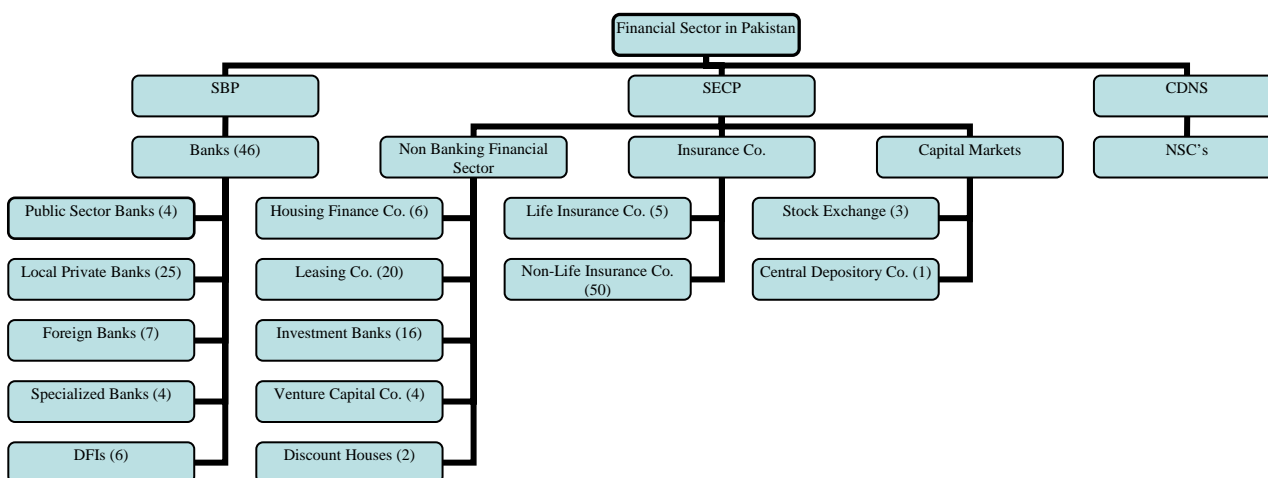 Financial Sector in Pakistan
SBP
SECP
CDNS
Banks (46)
Non Banking Financial
Sector
Insurance Co.
Capital Markets
NSC’s
Public Sector Banks (4)
Housing Finance Co. (6)
Life Insurance Co. (5)
Stock Exchange (3)
Local Private Banks (25)
Leasing Co. (20)
Non-Life Insurance Co.
(50)
Central Depository Co. (1)
Foreign Banks (7)
Investment Banks (16)
Specialized Banks (4)
Venture Capital Co. (4)
DFIs (6)
Discount Houses (2)